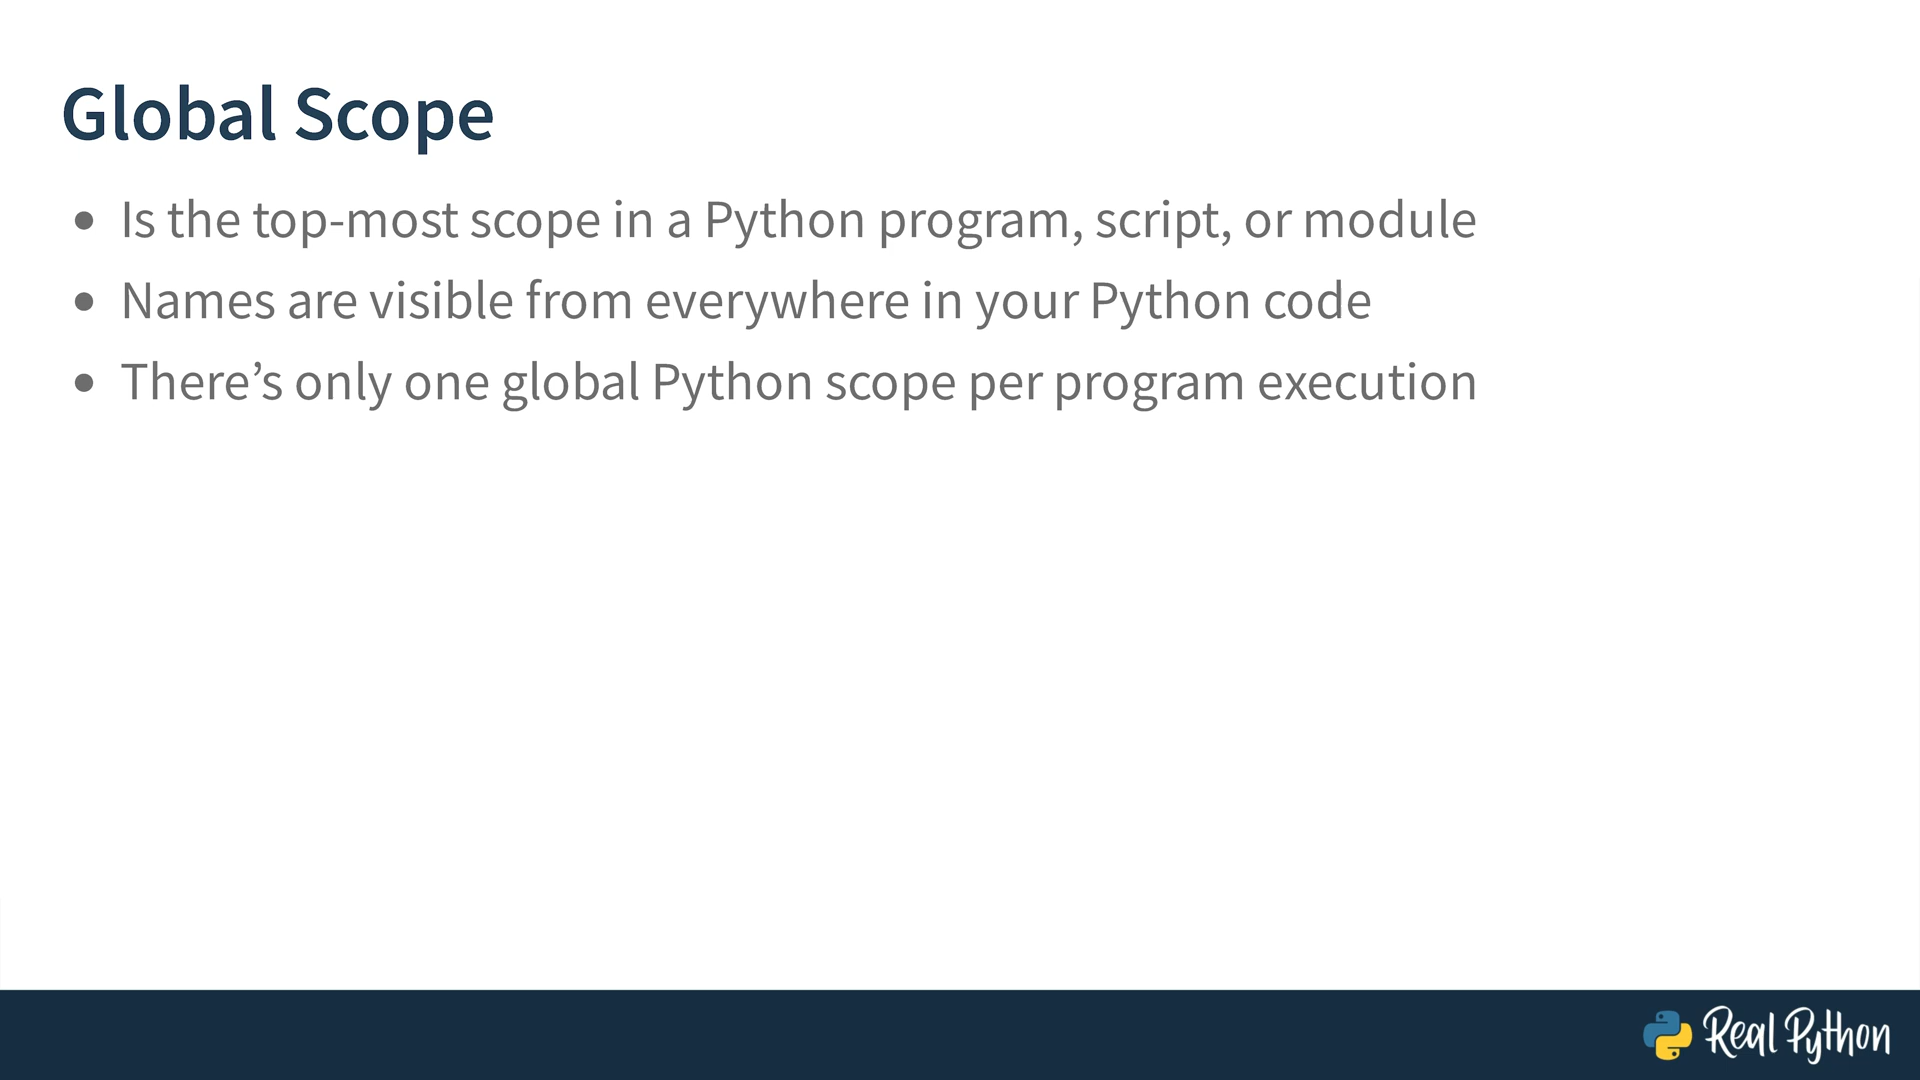 Global Scope
• Is the top-most scope in a Python program, script, or module
• Names are visible from everywhere in your Python code
• There’s only one global Python scope per program execution
Real Python